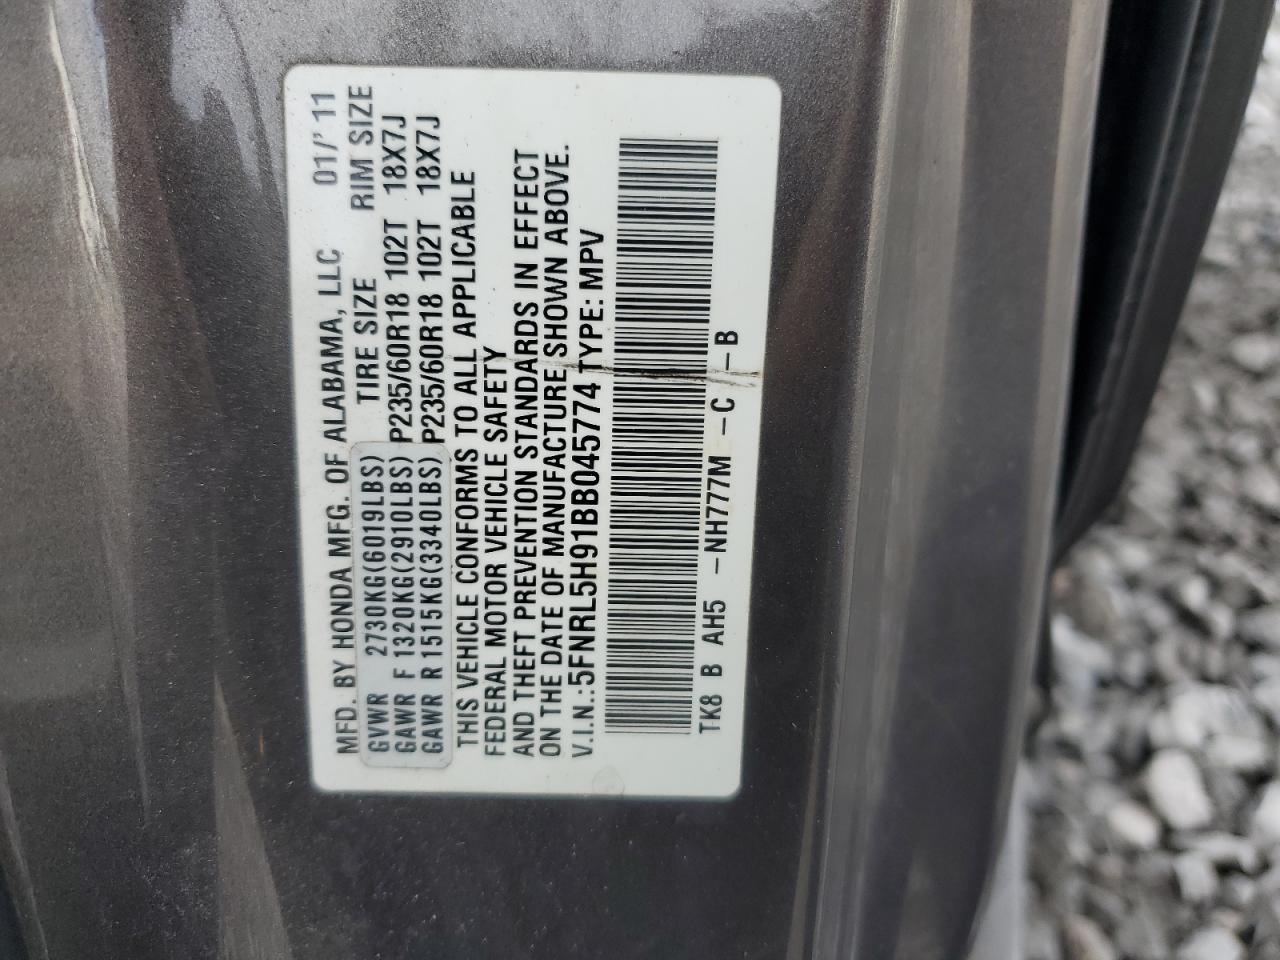 MFD. BY HONDA MFG. OF ALABAMA, LLC 01/'11
GVWR 2730KG(6019LBS) TIRE SIZE RIM SIZE
GAWR F 1320KG(2910LBS) P235/60R18 102T 18X7J
GAWR R 1515KG(3340LBS) P235/60R18 102T 18X7J
THIS VEHICLE CONFORMS TO ALL APPLICABLE
FEDERAL MOTOR VEHICLE SAFETY
AND THEFT PREVENTION STANDARDS IN EFFECT
ON THE DATE OF MANUFACTURE SHOWN ABOVE.
V.I.N.:5FNRL5H91BB045774 TYPE: MPV
TK8 B AH5 -NH777M -C -B